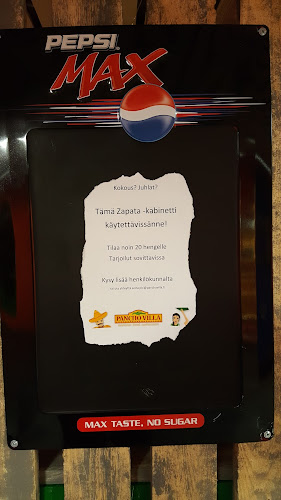 PEPSI
MAX
Kokous? Juhlat?
Tämä Zapata -kabinetti
käytettävissänne!
Tilaa noin 20 hengelle
Tarjoilut sovittavissa
Kysy lisää henkilökunnalta
PANCHO VILLA
MAX TASTE, NO SUGAR